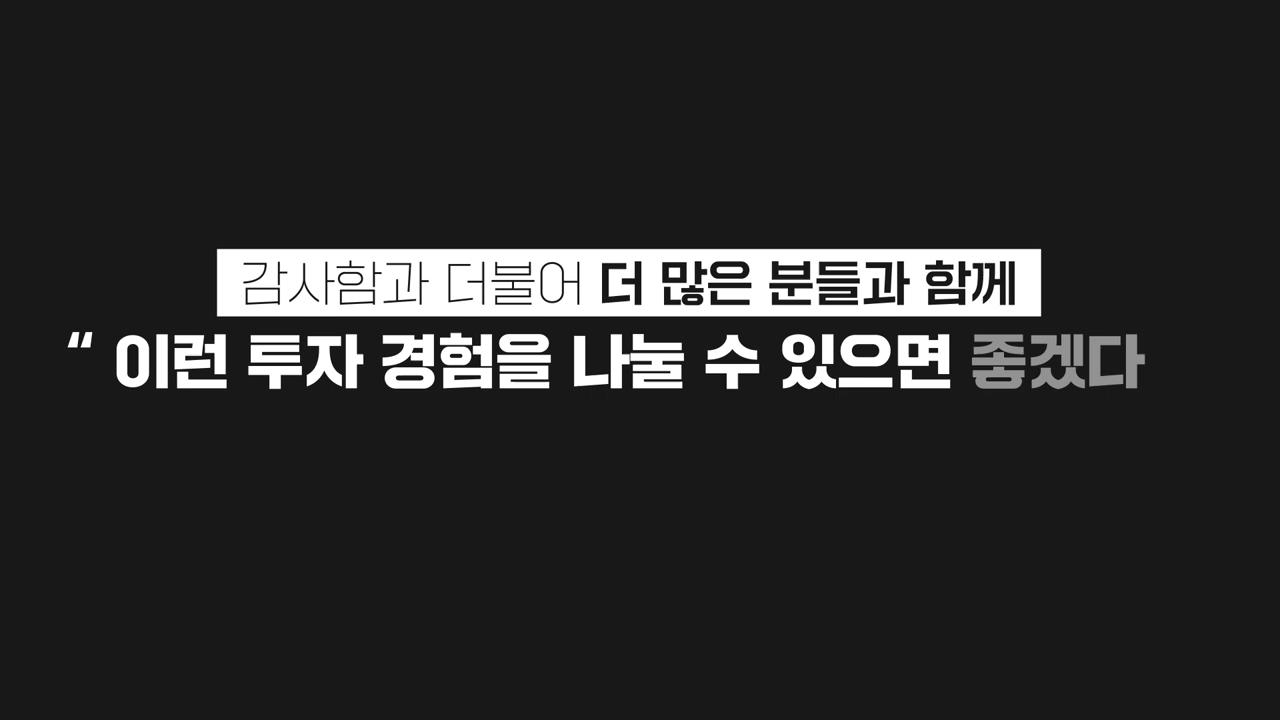 감사함과 더불어 더 많은 분들과 함께
“ 이런 투자 경험을 나눌 수 있으면 좋겠다